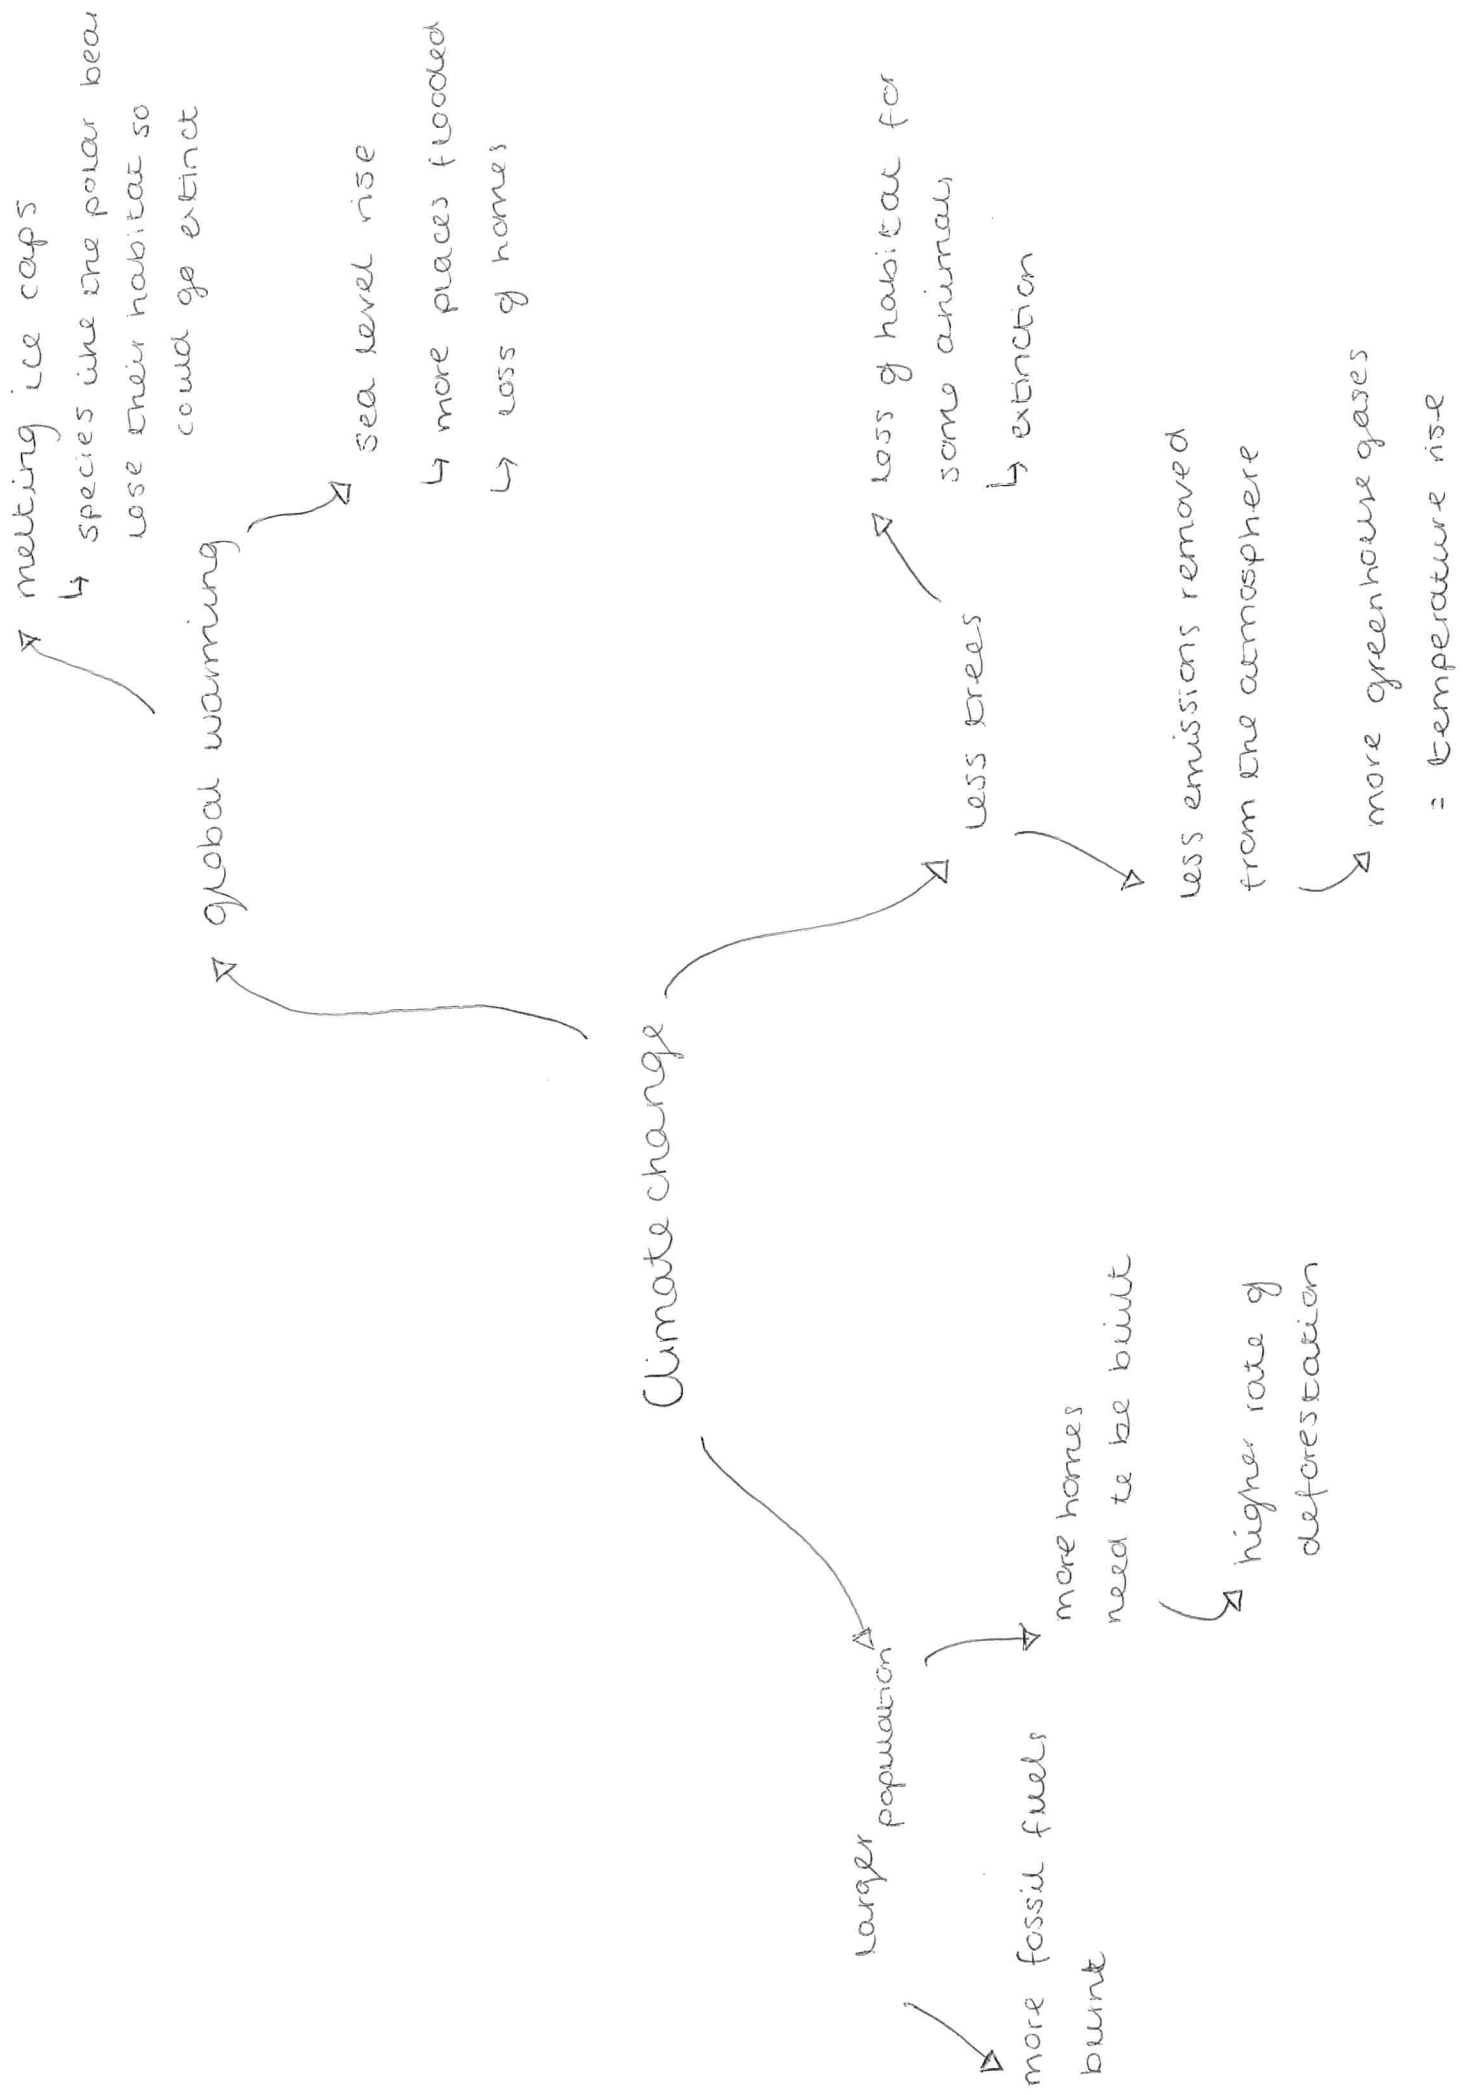 melting ice caps
↳ species like the polar bear
lose their habitat so
could go extinct
global warming
sea level rise
↳ more places flooded
↳ loss of homes
Climate change
less trees
loss of habitat for
some animals
↳ extinction
less emissions removed
from the atmosphere
more greenhouse gases
= temperature rise
larger
population
more fossil fuels
burnt
more homes
need to be built
higher rate of
deforestation